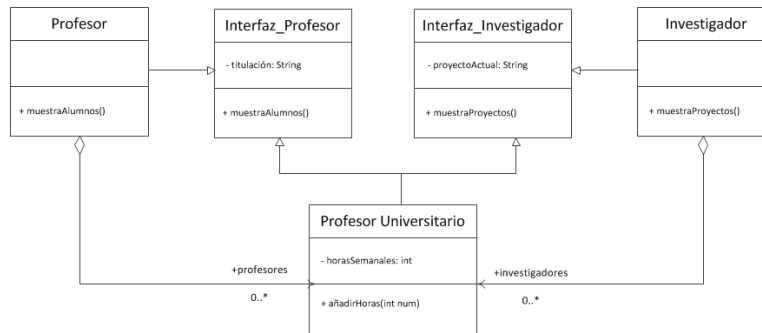 Profesor
+ muestraAlumnos()
Interfaz_Profesor
- titulación: String
+ muestraAlumnos()
Interfaz_Investigador
- proyectoActual: String
+ muestraProyectos()
Investigador
+ muestraProyectos()
Profesor Universitario
- horasSemanales: int
+ añadirHoras(int num)
+profesores
0..*
+investigadores
0..*